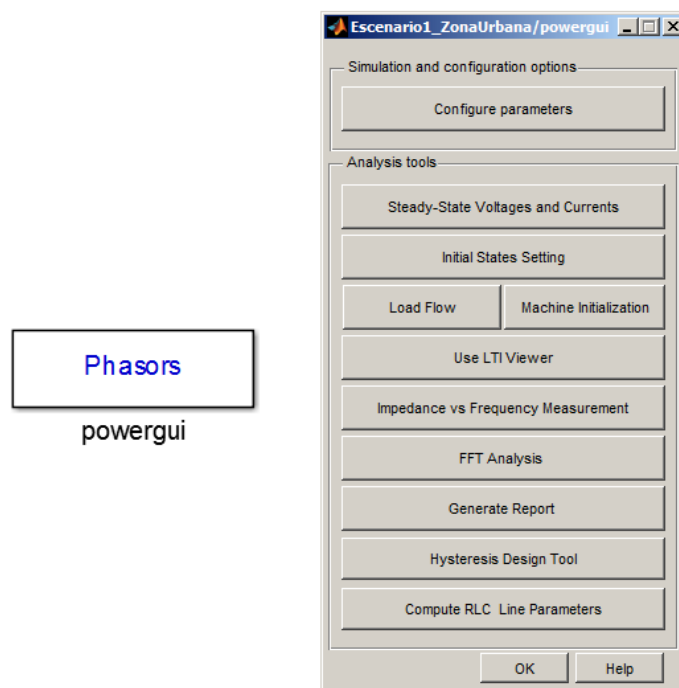 Phasors
powergui
Escenario1_ZonaUrbana/powergui
Simulation and configuration options
Configure parameters
Analysis tools
Steady-State Voltages and Currents
Initial States Setting
Load Flow Machine Initialization
Use LTI Viewer
Impedance vs Frequency Measurement
FFT Analysis
Generate Report
Hysteresis Design Tool
Compute RLC Line Parameters
OK Help